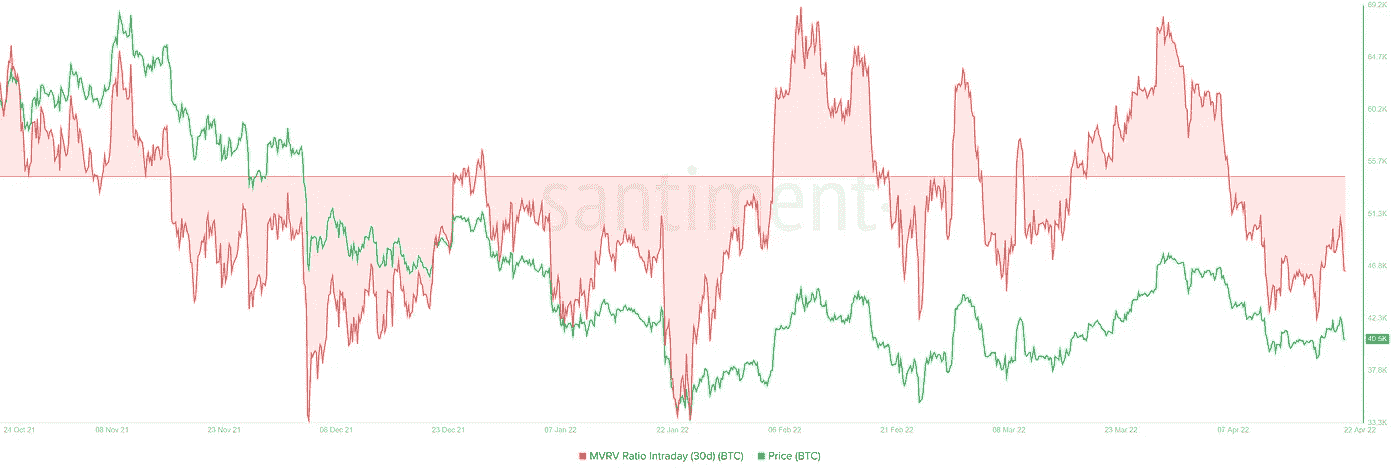 69.2K
64.7K
60.2K
55.7K
51.3K
46.8K
42.3K
40.5K
37.8K
33.3K
santiment
24 Oct 21 08 Nov 21 23 Nov 21 08 Dec 21 23 Dec 21 07 Jan 22 22 Jan 22 06 Feb 22 21 Feb 22 08 Mar 22 23 Mar 22 07 Apr 22 22 Apr 22
MVRV Ratio Intraday (30d) (BTC) Price (BTC)